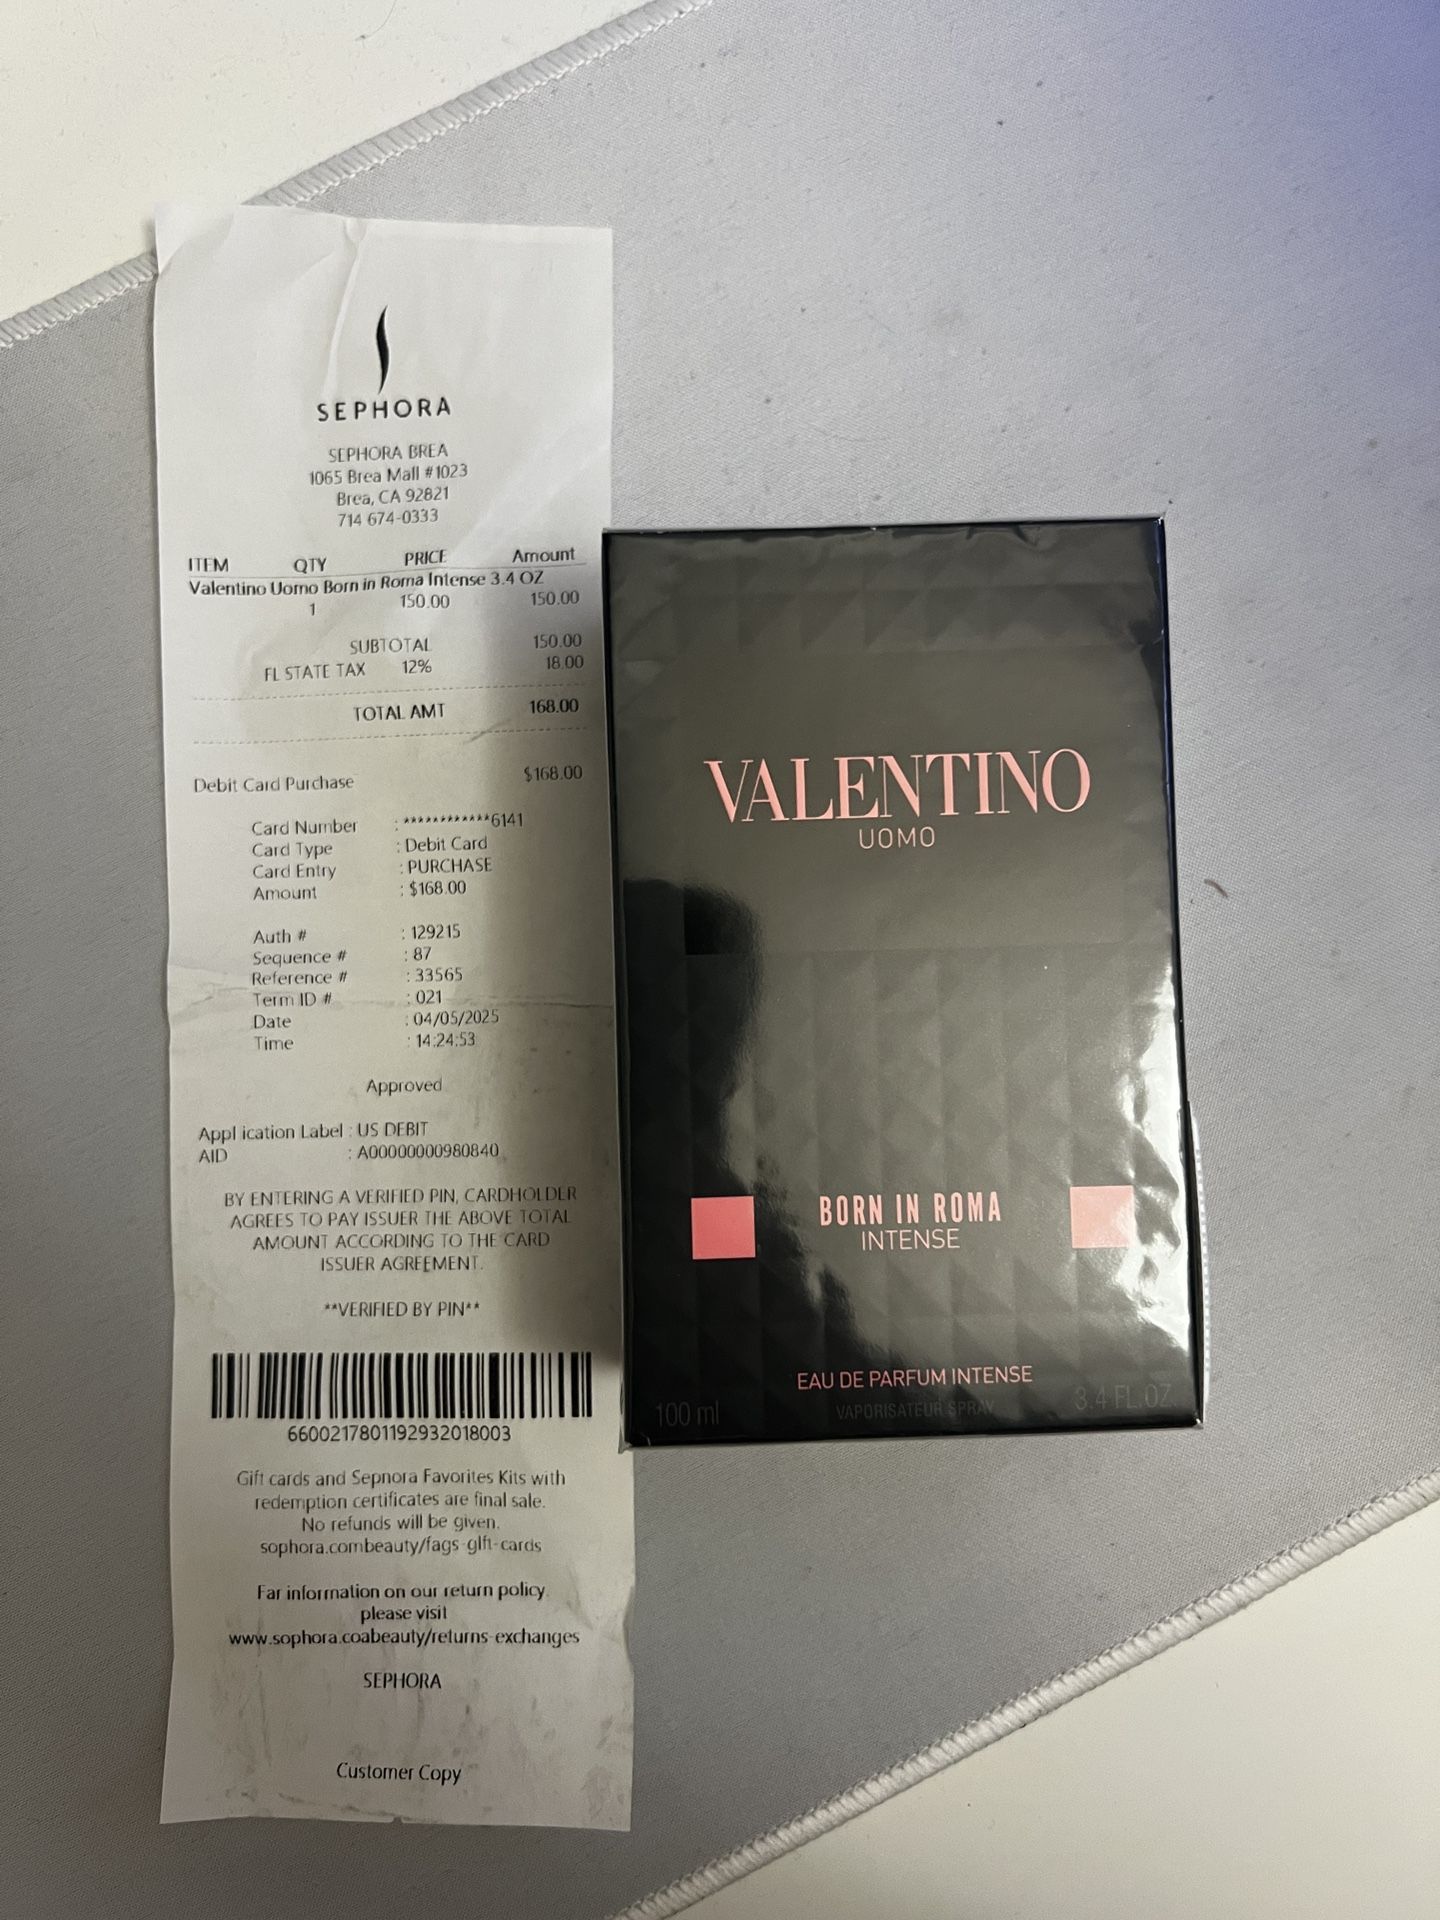 SEPHORA
SEPHORA BREA
1065 Brea Mall #1023
Brea, CA 92821
714 674-0333
ITEM QTY PRICE Amount
Valentino Uomo Born in Roma Intense 3.4 OZ
1 150.00 150.00
SUBTOTAL 150.00
FL STATE TAX 12% 18.00
TOTAL AMT 168.00
Debit Card Purchase $168.00
Card Number : ************6141
Card Type : Debit Card
Card Entry : PURCHASE
Amount : $168.00
Auth # : 129215
Sequence # : 87
Reference # : 33565
Term ID # : 021
Date : 04/05/2025
Time : 14:24:53
Approved
Appl ication Label : US DEBIT
AID : A00000000980840
BY ENTERING A VERIFIED PIN, CARDHOLDER
AGREES TO PAY ISSUER THE ABOVE TOTAL
AMOUNT ACCORDING TO THE CARD
ISSUER AGREEMENT.
**VERIFIED BY PIN**
6600217801192932018003
Gift cards and Sepnora Favorites Kits with
redemption certificates are final sale.
No refunds will be given.
sophora.combeauty/fags-glft-cards
Far information on our return policy.
please visit
www.sophora.coabeauty/returns-exchanges
SEPHORA
Customer Copy
VALENTINO
UOMO
BORN IN ROMA
INTENSE
EAU DE PARFUM INTENSE
100 ml VAPORISATEUR SPRAY 3.4 FL.OZ.